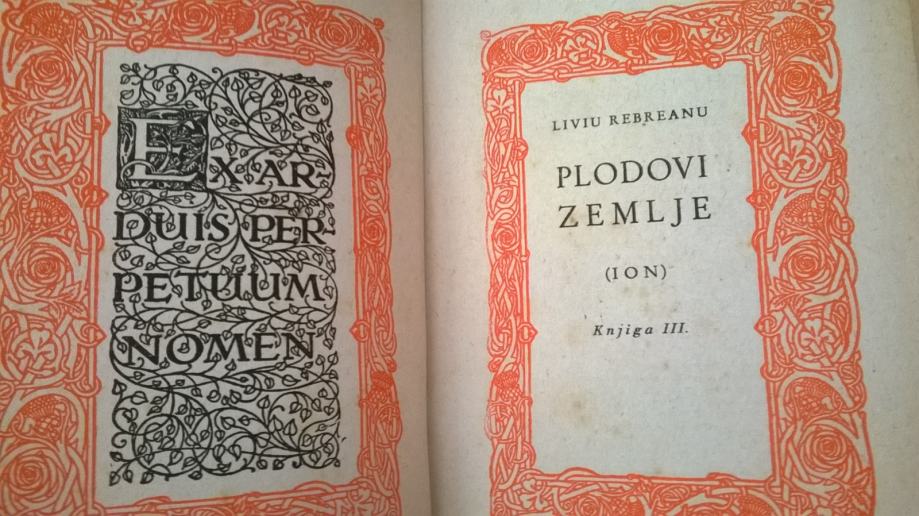 EX AR-
DUIS PER-
PETUUM
NOMEN
LIVIU REBREANU
PLODOVI
ZEMLJE
(ION)
Knjiga III.